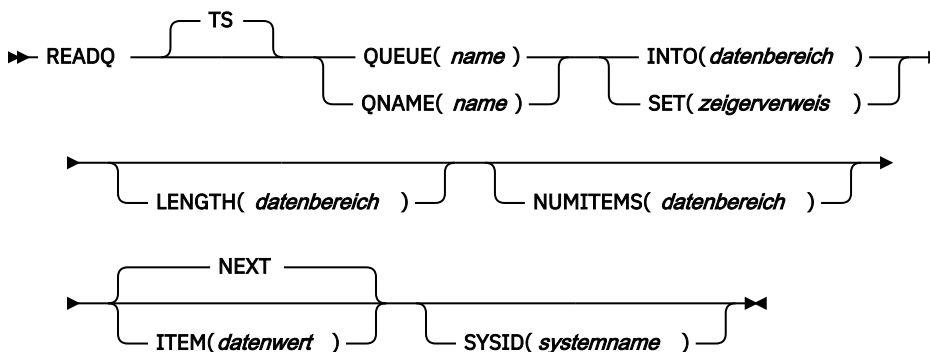 TS
READQ QUEUE( name ) INTO( datenbereich )
QNAME( name ) SET( zeigerverweis )
LENGTH( datenbereich ) NUMITEMS( datenbereich )
NEXT
ITEM( datenwert ) SYSID( systemname )